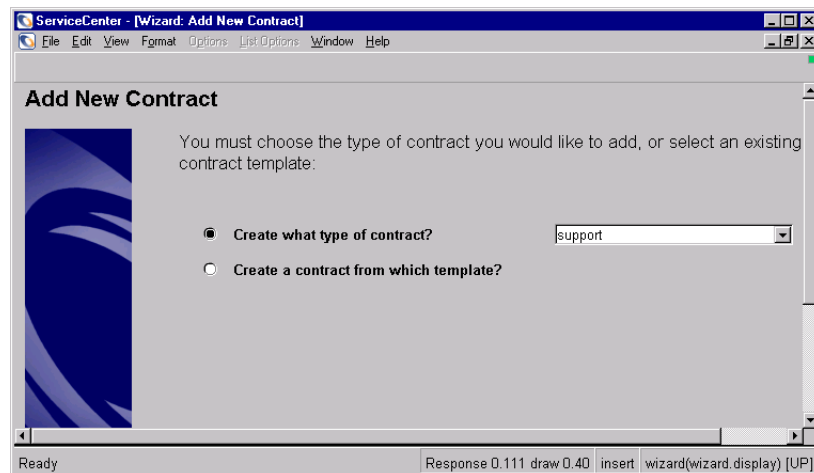 ServiceCenter - [Wizard: Add New Contract]
File Edit View Format Options List Options Window Help
Add New Contract
You must choose the type of contract you would like to add, or select an existing
contract template:
Create what type of contract? support
Create a contract from which template?
Ready Response 0.111 draw 0.40 insert wizard(wizard.display) [UP]